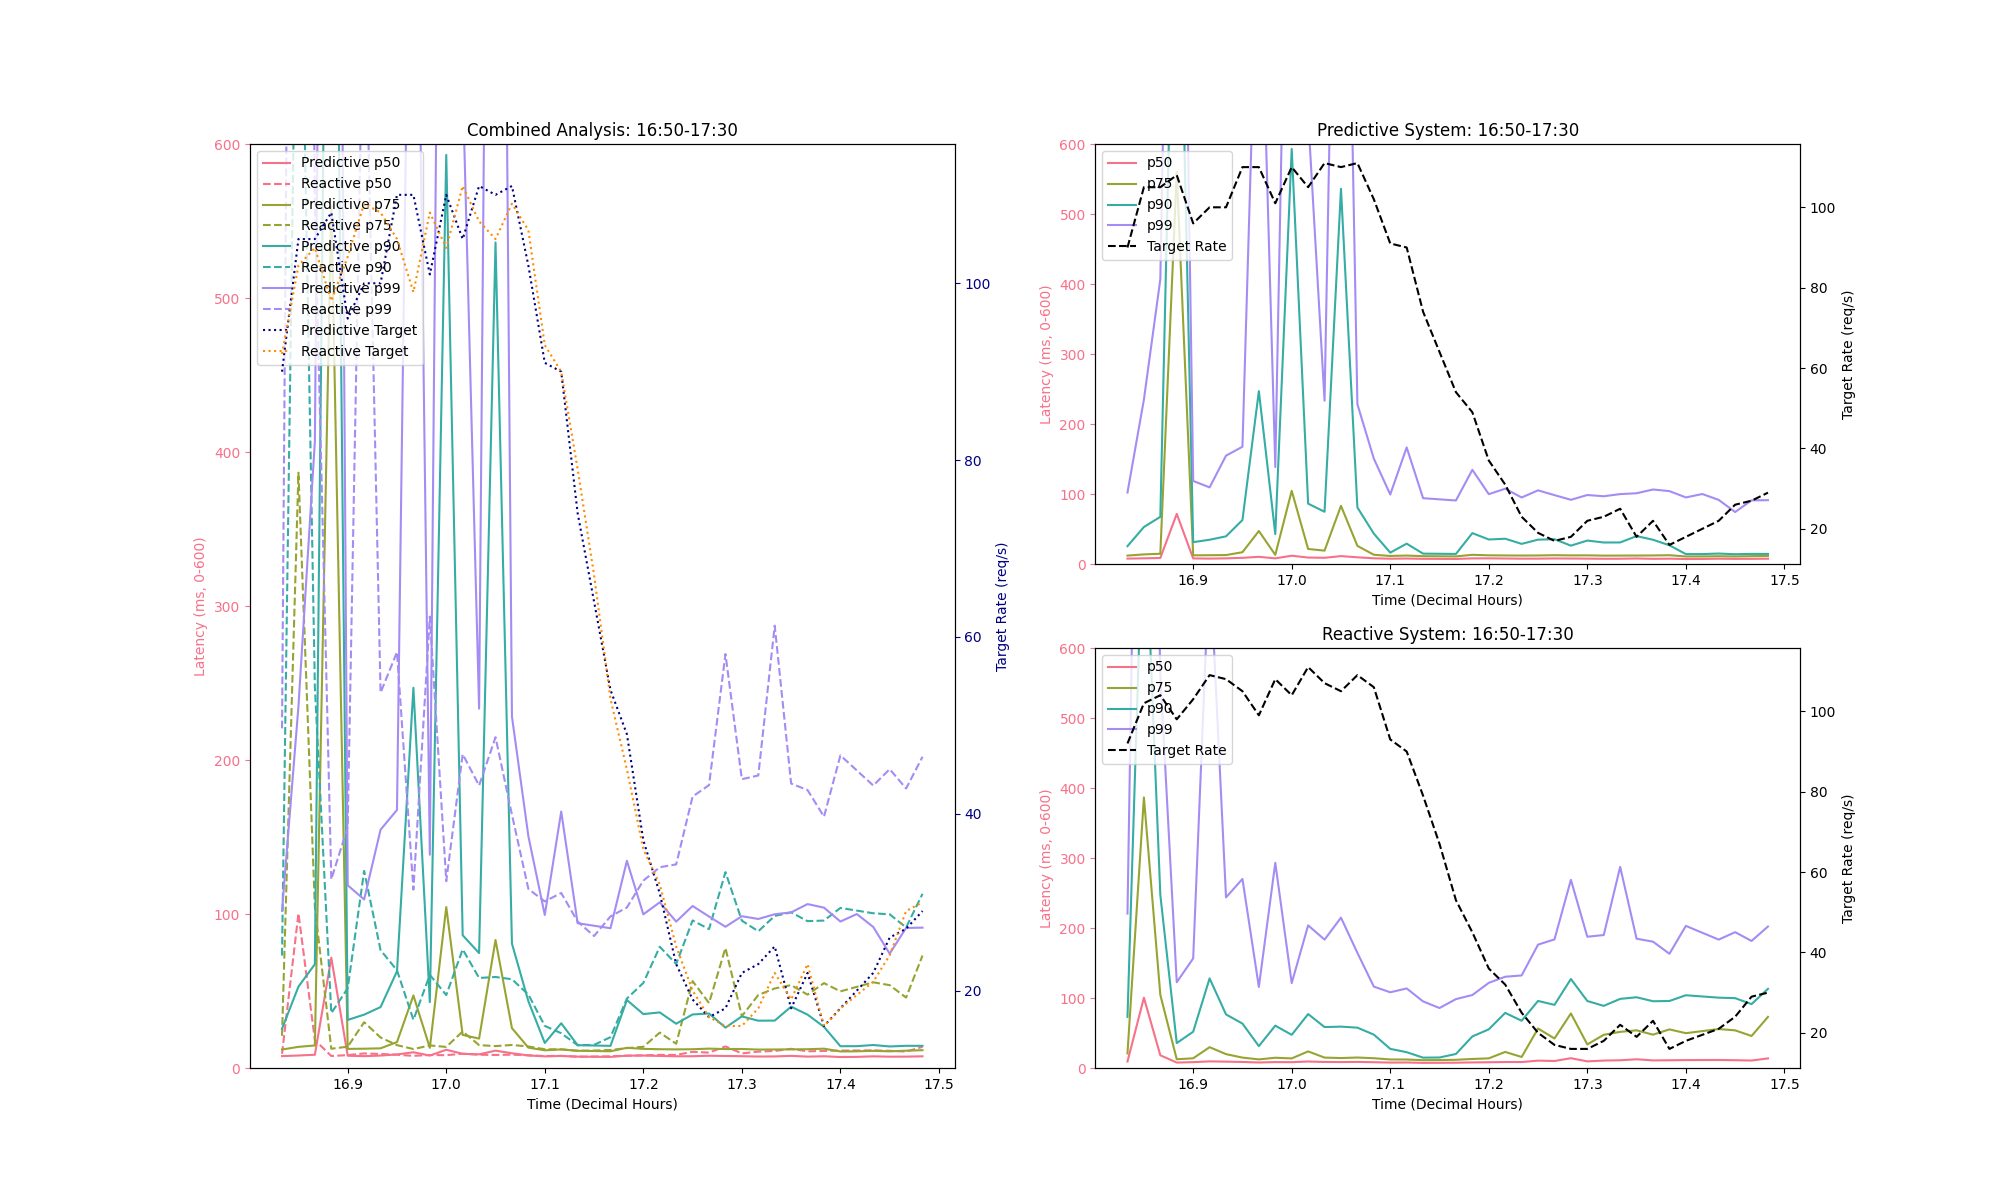 Combined Analysis: 16:50-17:30
600
500
400
300
200
100
0
Latency (ms, 0-600)
Predictive p50
Reactive p50
Predictive p75
Reactive p75
Predictive p90
Reactive p90
Predictive p99
Reactive p99
Predictive Target
Reactive Target
100
80
60
40
20
Target Rate (req/s)
16.9 17.0 17.1 17.2 17.3 17.4 17.5
Time (Decimal Hours)
Predictive System: 16:50-17:30
600
500
400
300
200
100
0
Latency (ms, 0-600)
p50
p75
p90
p99
Target Rate
100
80
60
40
20
Target Rate (req/s)
16.9 17.0 17.1 17.2 17.3 17.4 17.5
Time (Decimal Hours)
Reactive System: 16:50-17:30
600
500
400
300
200
100
0
Latency (ms, 0-600)
p50
p75
p90
p99
Target Rate
100
80
60
40
20
Target Rate (req/s)
16.9 17.0 17.1 17.2 17.3 17.4 17.5
Time (Decimal Hours)